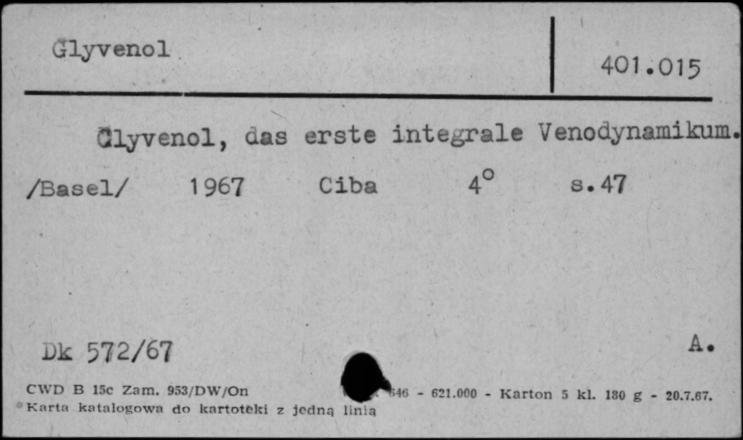 Glyvenol
401.015
Glyvenol, das erste integrale Venodynamikum.
/Basel/ 1967 Ciba 4° s.47
Dk 572/67 A.
CWD B 15c Zam. 953/DW/On 646 - 621.000 - Karton 5 kl. 180 g - 20.7.67.
Karta katalogowa do kartoteki z jedną linią